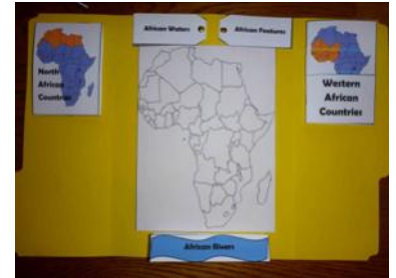 African Waters
African Features
North
African
Countries
Western
African
Countries
African Rivers